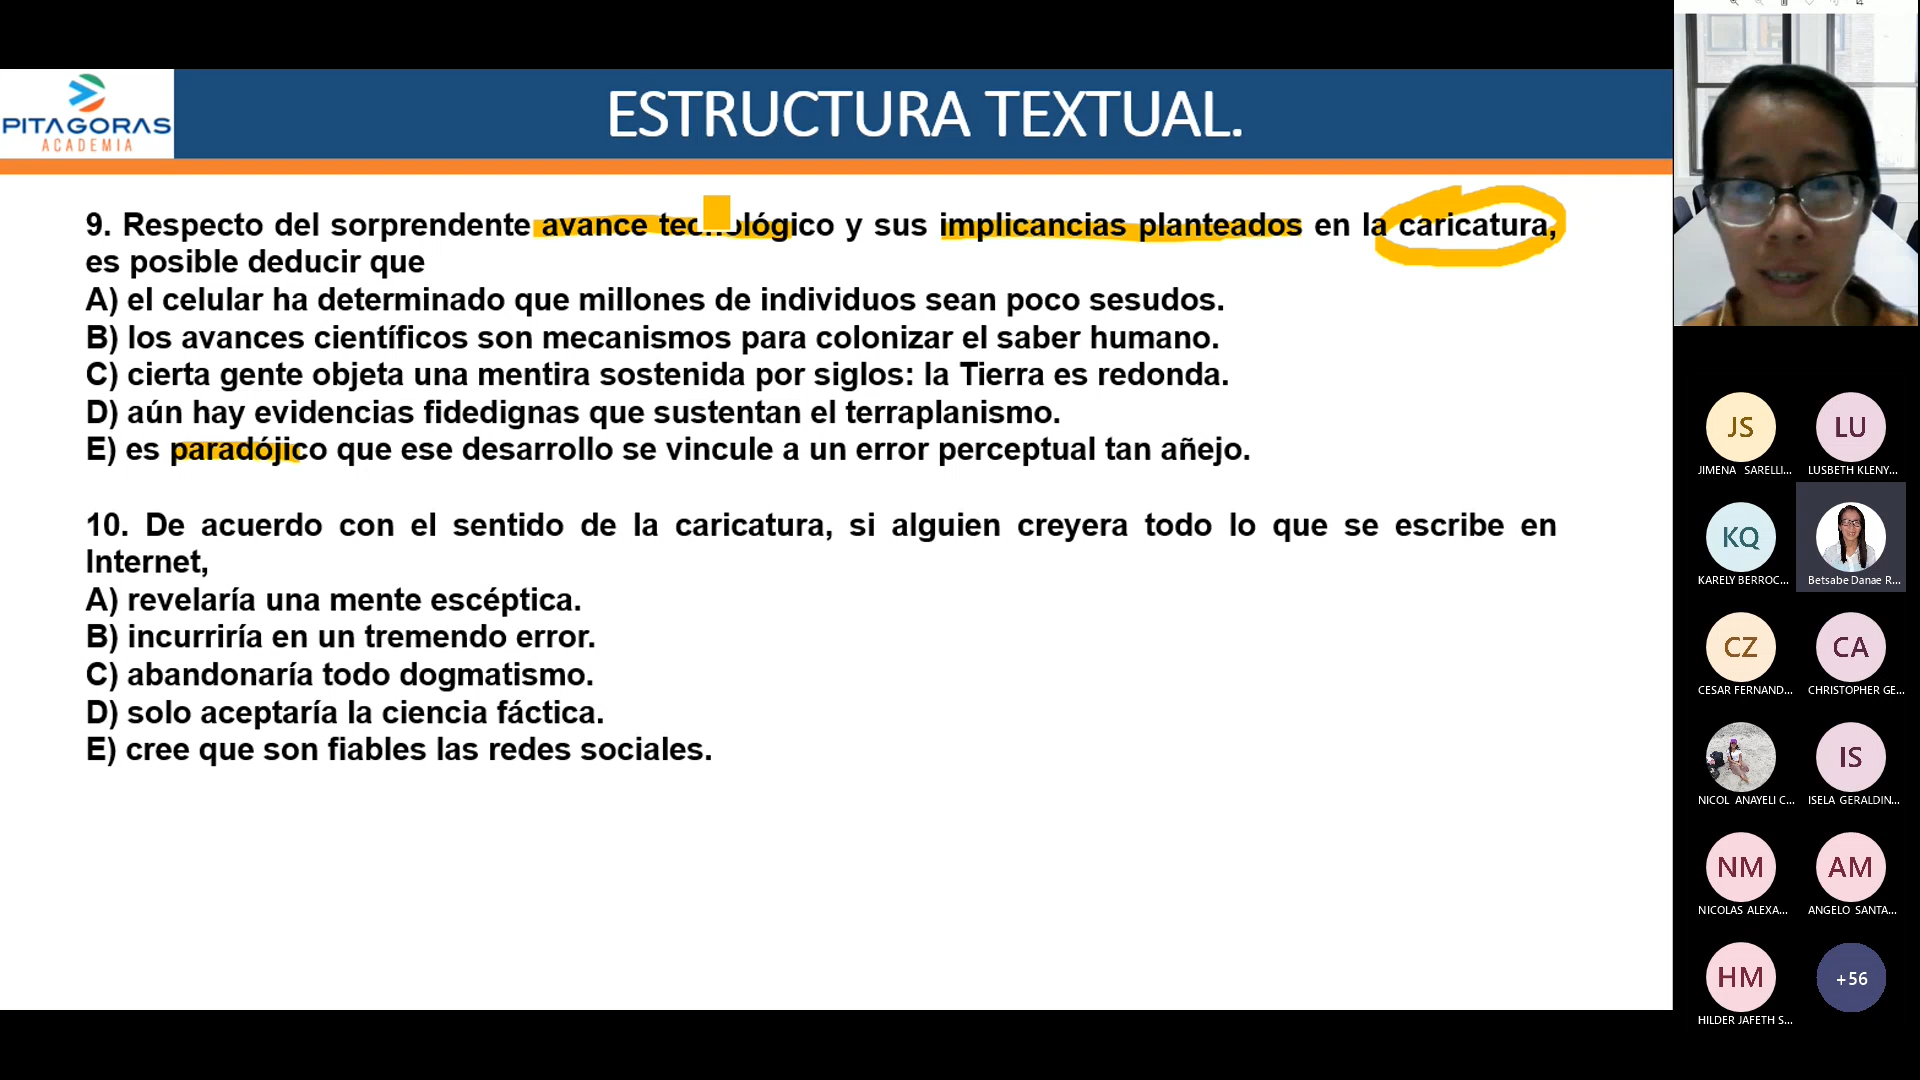 PITAGORAS
ACADEMIA
ESTRUCTURA TEXTUAL.
9. Respecto del sorprendente avance tecnológico y sus implicancias planteados en la caricatura,
es posible deducir que
A) el celular ha determinado que millones de individuos sean poco sesudos.
B) los avances científicos son mecanismos para colonizar el saber humano.
C) cierta gente objeta una mentira sostenida por siglos: la Tierra es redonda.
D) aún hay evidencias fidedignas que sustentan el terraplanismo.
E) es paradójico que ese desarrollo se vincule a un error perceptual tan añejo.
10. De acuerdo con el sentido de la caricatura, si alguien creyera todo lo que se escribe en
Internet,
A) revelaría una mente escéptica.
B) incurriría en un tremendo error.
C) abandonaría todo dogmatismo.
D) solo aceptaría la ciencia fáctica.
E) cree que son fiables las redes sociales.
JS
LU
JIMENA SARELLI...
LUSBETH KLENY...
KQ
KARELY BERROC...
Betsabe Danae R...
CZ
CA
CESAR FERNAND...
CHRISTOPHER GE...
IS
NICOL ANAYELI C...
ISELA GERALDIN...
NM
AM
NICOLAS ALEXA...
ANGELO SANTA...
HM
+56
HILDER JAFETH S...